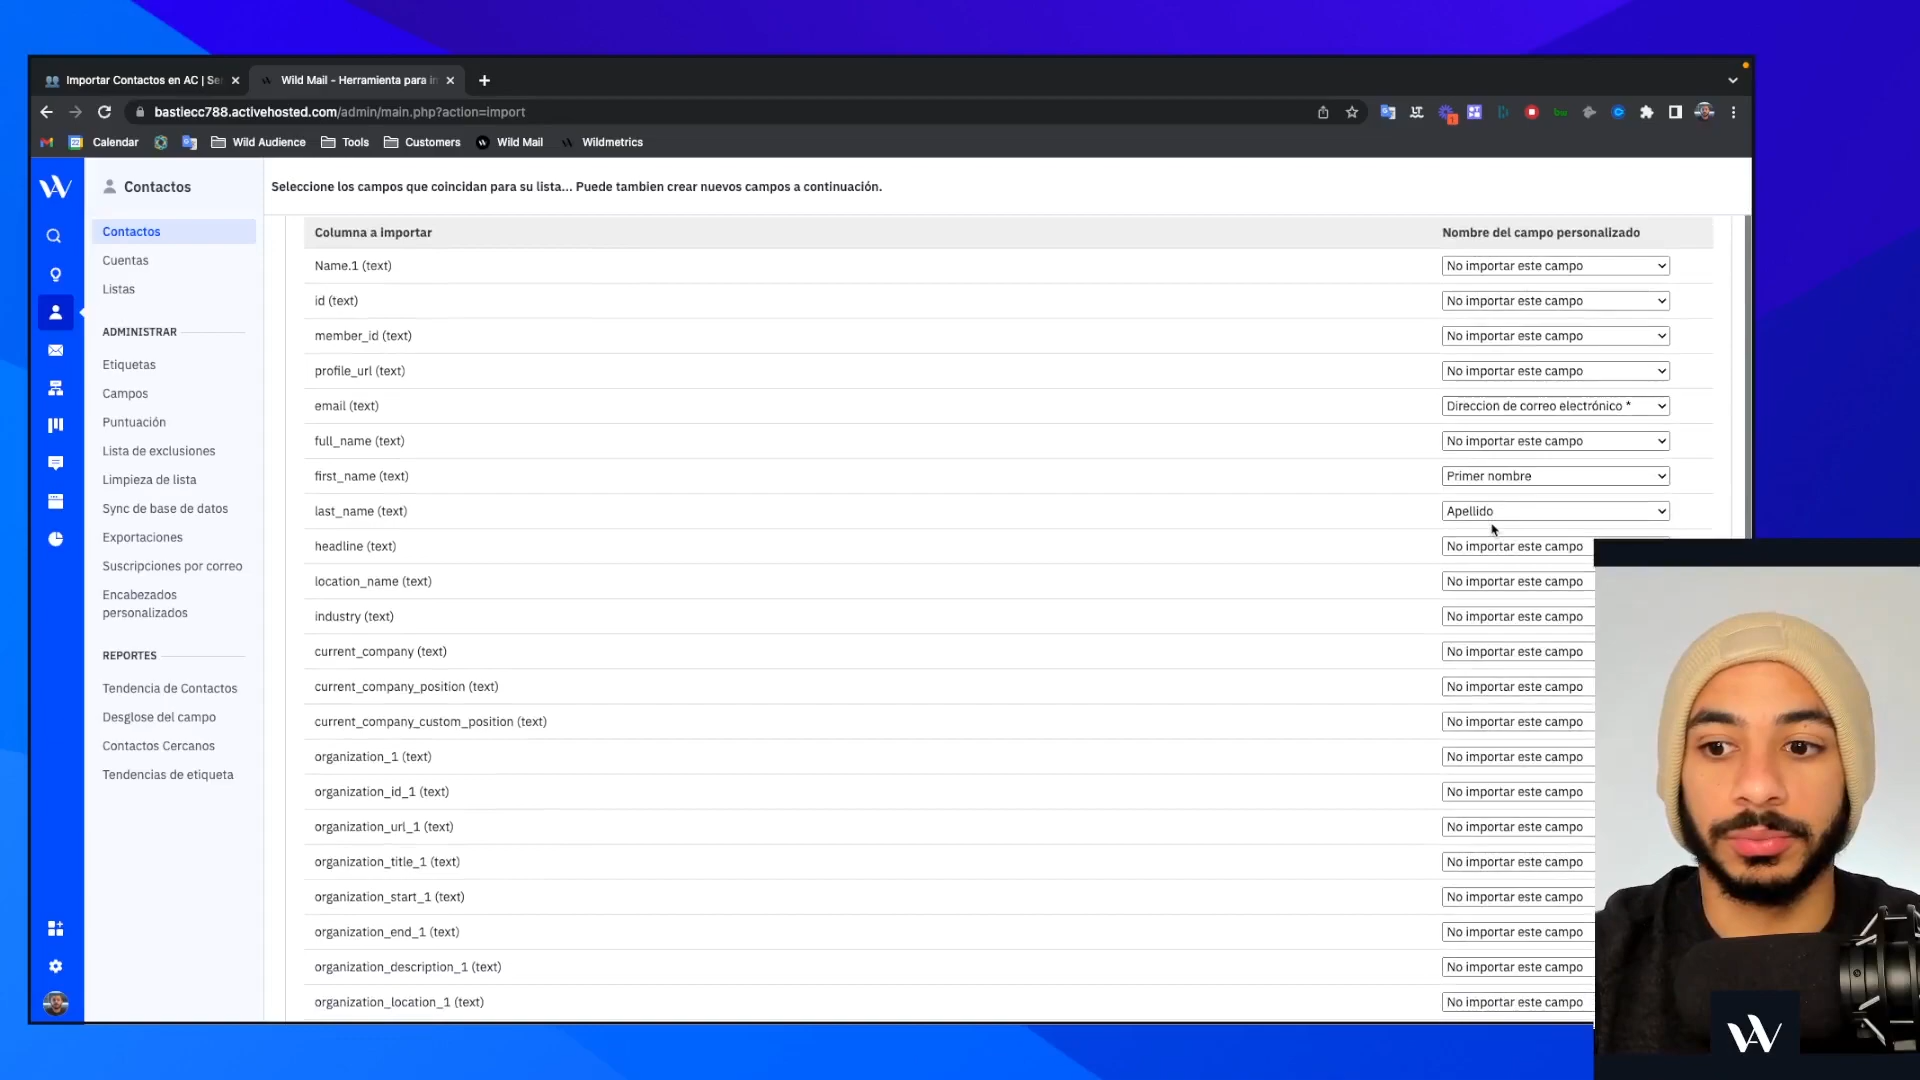 Importar Contactos en AC | Se
Wild Mail - Herramienta para i
bastiecc788.activehosted.com/admin/main.php?action=import
Calendar
Wild Audience
Tools
Customers
Wild Mail
Wildmetrics
Contactos
Contactos
Cuentas
Listas
ADMINISTRAR
Etiquetas
Campos
Puntuación
Lista de exclusiones
Limpieza de lista
Sync de base de datos
Exportaciones
Suscripciones por correo
Encabezados
personalizados
REPORTES
Tendencia de Contactos
Desglose del campo
Contactos Cercanos
Tendencias de etiqueta
Seleccione los campos que coincidan para su lista... Puede tambien crear nuevos campos a continuación.
Columna a importar Nombre del campo personalizado
Name.1 (text) No importar este campo
id (text) No importar este campo
member_id (text) No importar este campo
profile_url (text) No importar este campo
email (text) Direccion de correo electrónico *
full_name (text) No importar este campo
first_name (text) Primer nombre
last_name (text) Apellido
headline (text) No importar este campo
location_name (text) No importar este campo
industry (text) No importar este campo
current_company (text) No importar este campo
current_company_position (text) No importar este campo
current_company_custom_position (text) No importar este campo
organization_1 (text) No importar este campo
organization_id_1 (text) No importar este campo
organization_url_1 (text) No importar este campo
organization_title_1 (text) No importar este campo
organization_start_1 (text) No importar este campo
organization_end_1 (text) No importar este campo
organization_description_1 (text) No importar este campo
organization_location_1 (text) No importar este campo